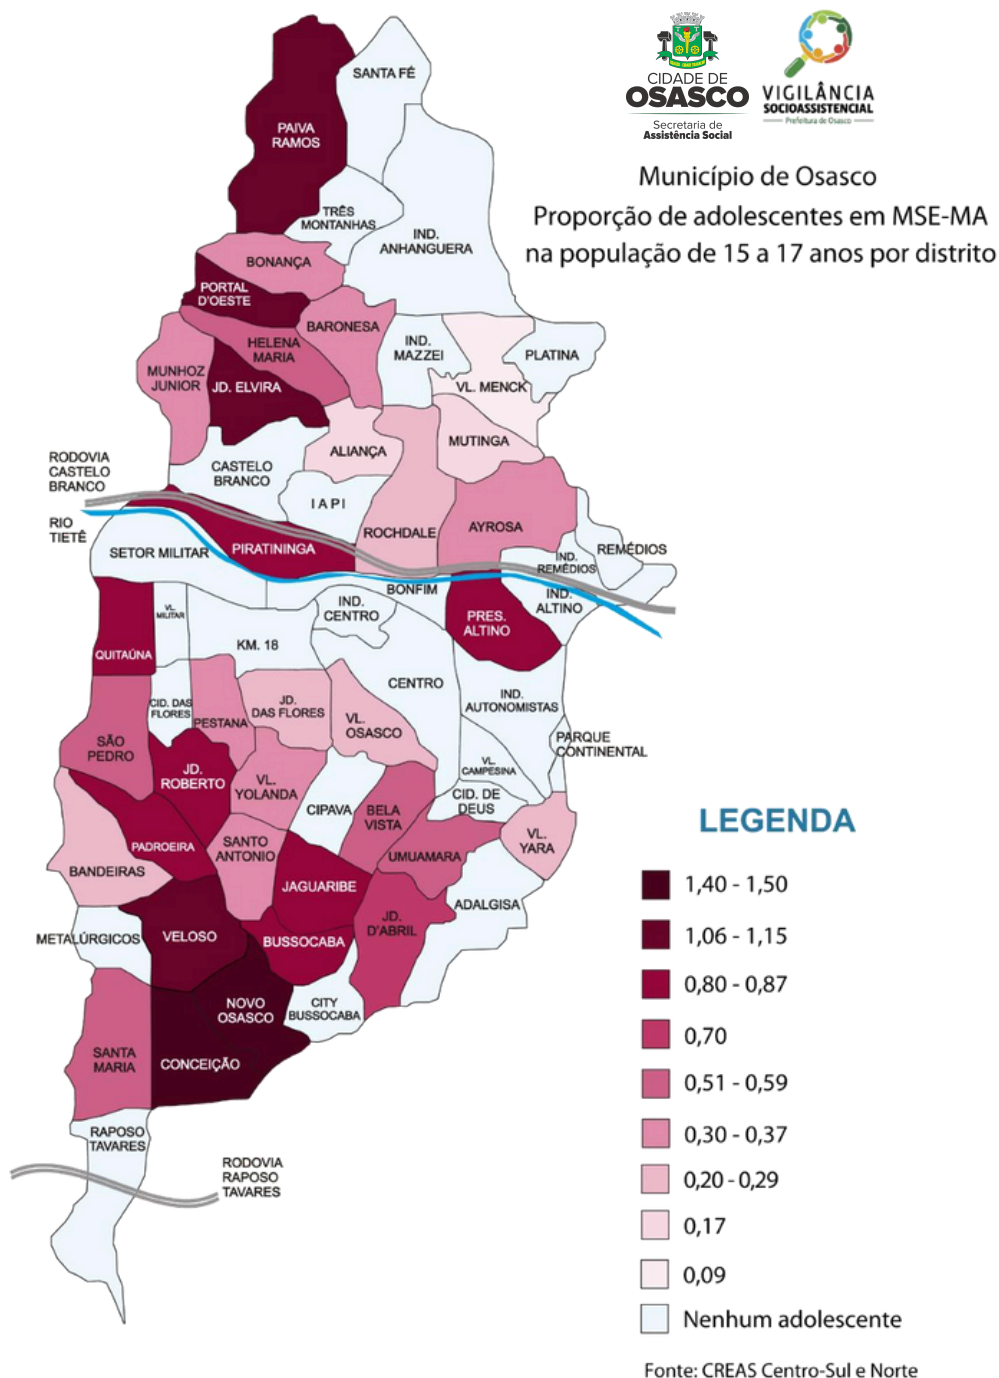 CIDADE DE
OSASCO
Secretaria de
Assistência Social
VIGILÂNCIA
SOCIOASSISTENCIAL
Prefeitura de Osasco
Município de Osasco
Proporção de adolescentes em MSE-MA
na população de 15 a 17 anos por distrito
SANTA FÉ
PAIVA
RAMOS
TRÊS
MONTANHAS
IND.
ANHANGUERA
BONANÇA
PORTAL
D'OESTE
BARONESA
HELENA
MARIA
IND.
MAZZEI
PLATINA
MUNHOZ
JUNIOR
JD. ELVIRA
VL. MENCK
ALIANÇA
MUTINGA
RODOVIA
CASTELO
BRANCO
CASTELO
BRANCO
I A P I
RIO
TIETÊ
ROCHDALE
AYROSA
SETOR MILITAR
PIRATININGA
REMÉDIOS
IND.
REMÉDIOS
BONFIM
IND.
ALTINO
VL.
MILITAR
IND.
CENTRO
PRES.
ALTINO
QUITAÚNA
KM. 18
CENTRO
IND.
AUTONOMISTAS
CID. DAS
FLORES
PESTANA
JD.
DAS FLORES
VL.
OSASCO
SÃO
PEDRO
PARQUE
CONTINENTAL
JD.
ROBERTO
VL.
YOLANDA
VL.
CAMPESINA
CIPAVA
BELA
VISTA
CID. DE
DEUS
PADROEIRA
SANTO
ANTONIO
UMUAMARA
VL.
YARA
BANDEIRAS
JAGUARIBE
ADALGISA
METALÚRGICOS
VELOSO
BUSSOCABA
JD.
D'ABRIL
NOVO
OSASCO
CITY
BUSSOCABA
SANTA
MARIA
CONCEIÇÃO
RAPOSO
TAVARES
RODOVIA
RAPOSO
TAVARES
LEGENDA
1,40 - 1,50
1,06 - 1,15
0,80 - 0,87
0,70
0,51 - 0,59
0,30 - 0,37
0,20 - 0,29
0,17
0,09
Nenhum adolescente
Fonte: CREAS Centro-Sul e Norte